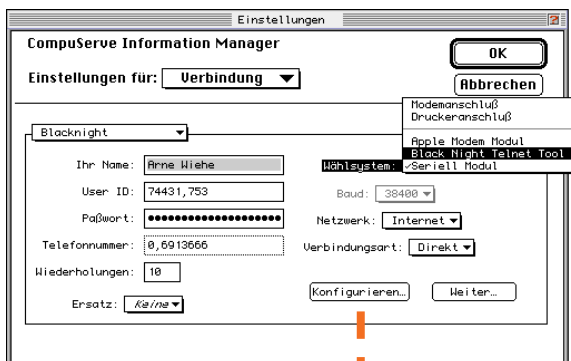 Einstellungen
CompuServe Information Manager
OK
Einstellungen für: Verbindung
Abbrechen
Modemanschluß
Druckeranschluß
Apple Modem Modul
Black Night Telnet Tool
✓Seriell Modul
Blacknight
Ihr Name: Arne Wiehe
Wählsystem:
User ID: 74431,753
Baud: 38400
Paßwort: ••••••••••••••••••••
Netzwerk: Internet
Telefonnummer: 0,6913666
Verbindungsart: Direkt
Wiederholungen: 10
Konfigurieren…
Weiter…
Ersatz: Keine